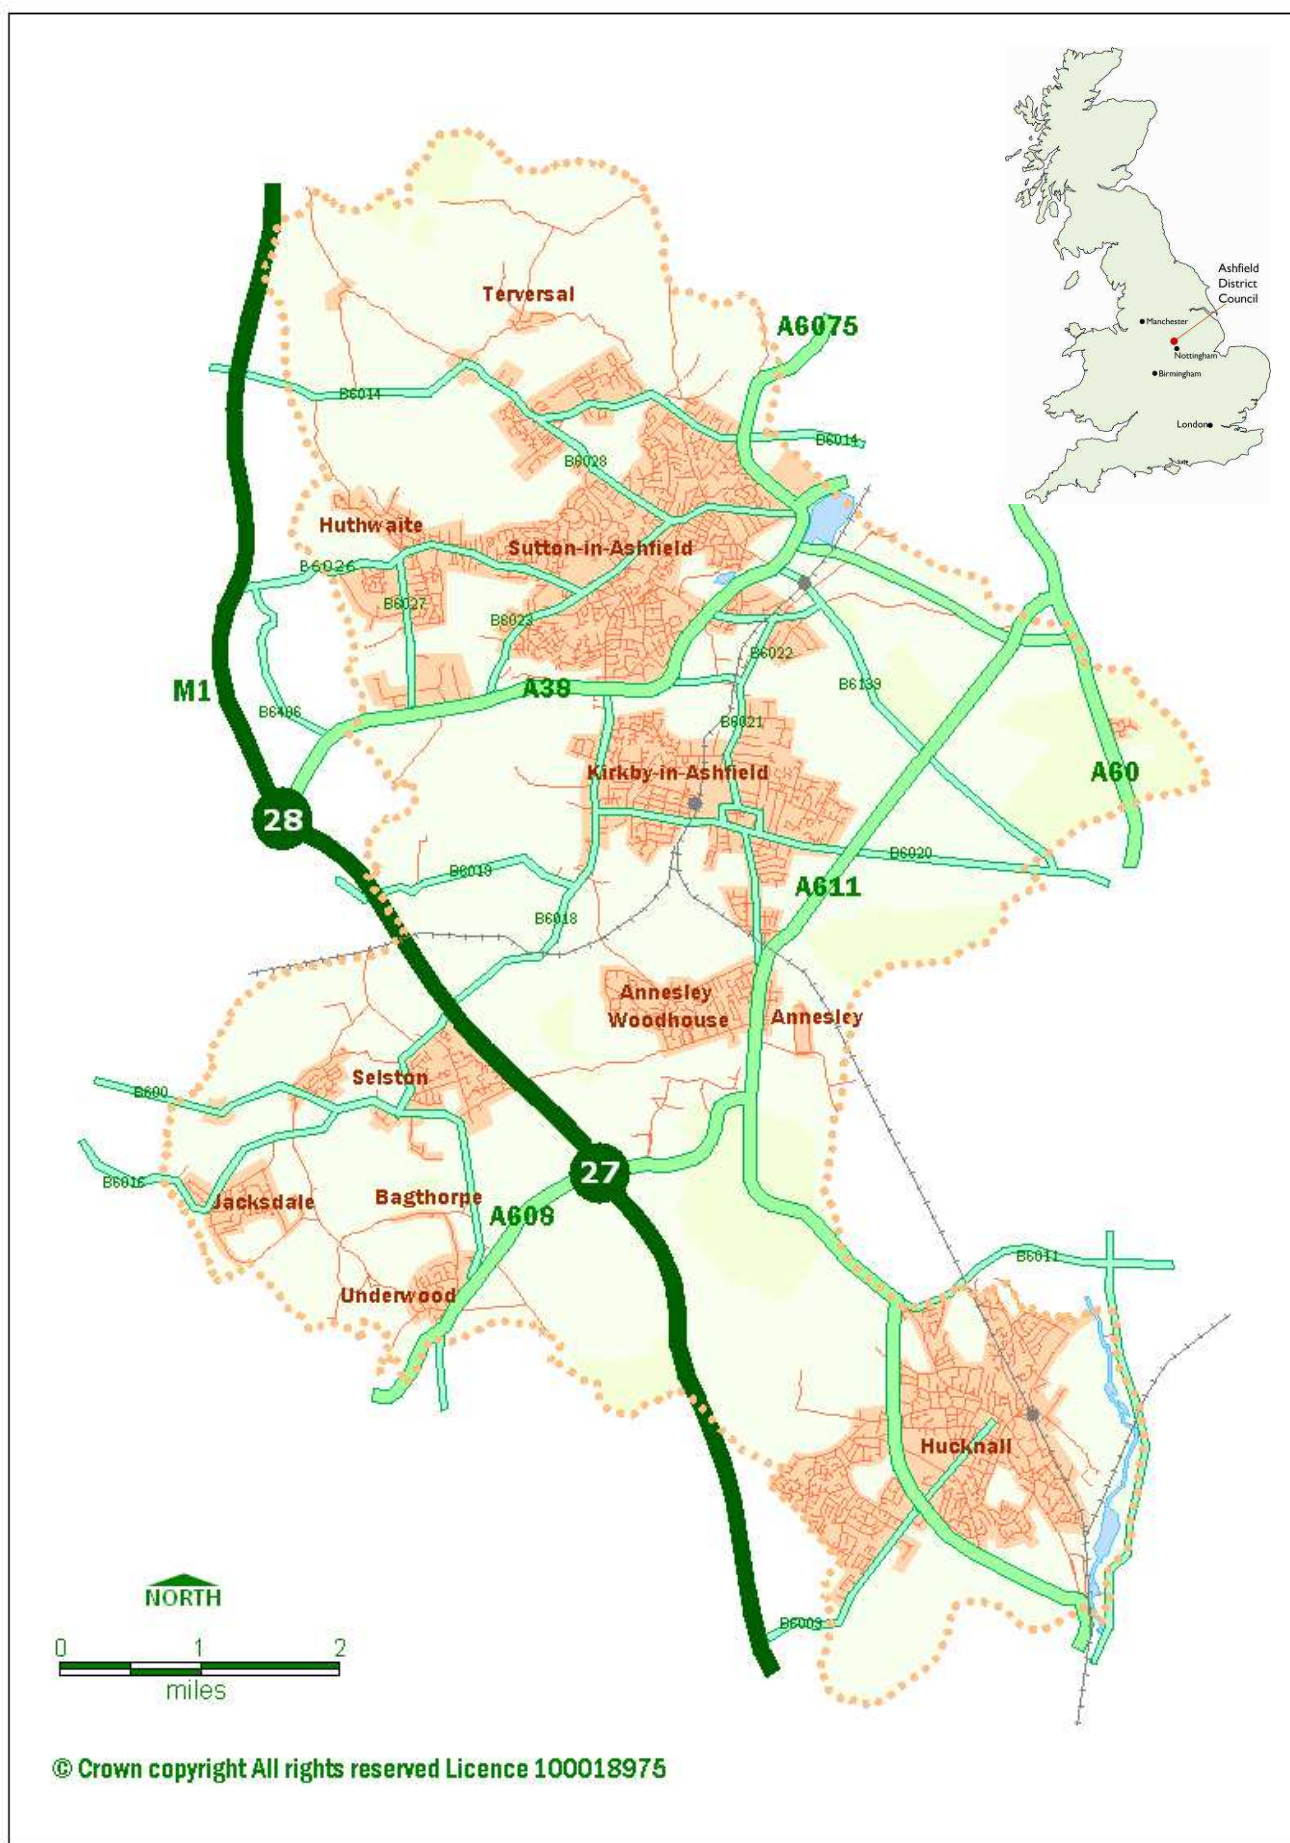 Ashfield
District
Council
Manchester
Nottingham
Birmingham
London
Terversal
A6075
B6014
B6014
B6028
Huthwaite
Sutton-in-Ashfield
B6026
B6027
B6023
B6022
M1
A38
B6139
B6406
B6021
Kirkby-in-Ashfield
A60
28
B6020
B6019
A611
B6018
Annesley
Woodhouse
Annesley
Selston
B600
27
B6016
Jacksdale
Bagthorpe
A608
B6011
Underwood
Hucknall
NORTH
B6009
0 1 2
miles
© Crown copyright All rights reserved Licence 100018975